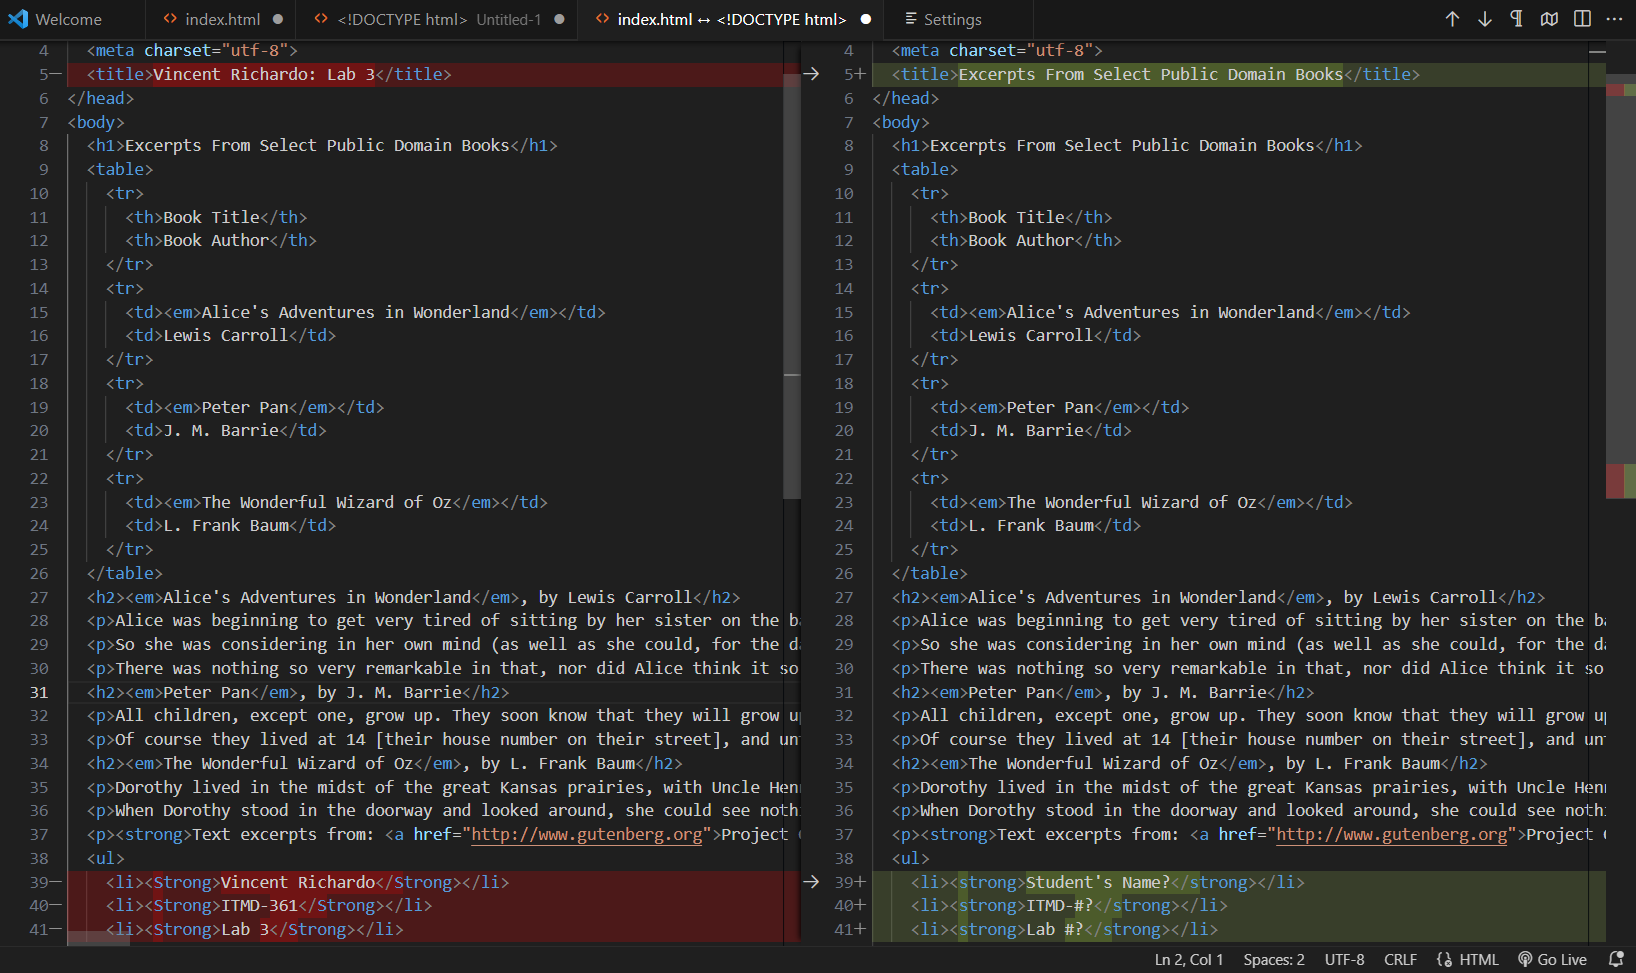 Welcome index.html <!DOCTYPE html> Untitled-1 index.html ↔ <!DOCTYPE html> Settings
4 <meta charset="utf-8">
5 <title>Vincent Richardo: Lab 3</title>
6 </head>
7 <body>
8 <h1>Excerpts From Select Public Domain Books</h1>
9 <table>
10 <tr>
11 <th>Book Title</th>
12 <th>Book Author</th>
13 </tr>
14 <tr>
15 <td><em>Alice's Adventures in Wonderland</em></td>
16 <td>Lewis Carroll</td>
17 </tr>
18 <tr>
19 <td><em>Peter Pan</em></td>
20 <td>J. M. Barrie</td>
21 </tr>
22 <tr>
23 <td><em>The Wonderful Wizard of Oz</em></td>
24 <td>L. Frank Baum</td>
25 </tr>
26 </table>
27 <h2><em>Alice's Adventures in Wonderland</em>, by Lewis Carroll</h2>
28 <p>Alice was beginning to get very tired of sitting by her sister on the ba
29 <p>So she was considering in her own mind (as well as she could, for the da
30 <p>There was nothing so very remarkable in that, nor did Alice think it so
31 <h2><em>Peter Pan</em>, by J. M. Barrie</h2>
32 <p>All children, except one, grow up. They soon know that they will grow up
33 <p>Of course they lived at 14 [their house number on their street], and unt
34 <h2><em>The Wonderful Wizard of Oz</em>, by L. Frank Baum</h2>
35 <p>Dorothy lived in the midst of the great Kansas prairies, with Uncle Henr
36 <p>When Dorothy stood in the doorway and looked around, she could see nothi
37 <p><strong>Text excerpts from: <a href="http://www.gutenberg.org">Project G
38 <ul>
39− <li><Strong>Vincent Richardo</Strong></li>
40− <li><Strong>ITMD-361</Strong></li>
41− <li><Strong>Lab 3</Strong></li>
4 <meta charset="utf-8">
5+ <title>Excerpts From Select Public Domain Books</title>
6 </head>
7 <body>
8 <h1>Excerpts From Select Public Domain Books</h1>
9 <table>
10 <tr>
11 <th>Book Title</th>
12 <th>Book Author</th>
13 </tr>
14 <tr>
15 <td><em>Alice's Adventures in Wonderland</em></td>
16 <td>Lewis Carroll</td>
17 </tr>
18 <tr>
19 <td><em>Peter Pan</em></td>
20 <td>J. M. Barrie</td>
21 </tr>
22 <tr>
23 <td><em>The Wonderful Wizard of Oz</em></td>
24 <td>L. Frank Baum</td>
25 </tr>
26 </table>
27 <h2><em>Alice's Adventures in Wonderland</em>, by Lewis Carroll</h2>
28 <p>Alice was beginning to get very tired of sitting by her sister on the ba
29 <p>So she was considering in her own mind (as well as she could, for the da
30 <p>There was nothing so very remarkable in that, nor did Alice think it so
31 <h2><em>Peter Pan</em>, by J. M. Barrie</h2>
32 <p>All children, except one, grow up. They soon know that they will grow up
33 <p>Of course they lived at 14 [their house number on their street], and unt
34 <h2><em>The Wonderful Wizard of Oz</em>, by L. Frank Baum</h2>
35 <p>Dorothy lived in the midst of the great Kansas prairies, with Uncle Henr
36 <p>When Dorothy stood in the doorway and looked around, she could see nothi
37 <p><strong>Text excerpts from: <a href="http://www.gutenberg.org">Project G
38 <ul>
39+ <li><strong>Student's Name?</strong></li>
40+ <li><strong>ITMD-#?</strong></li>
41+ <li><strong>Lab #?</strong></li>
Ln 2, Col 1 Spaces: 2 UTF-8 CRLF HTML Go Live